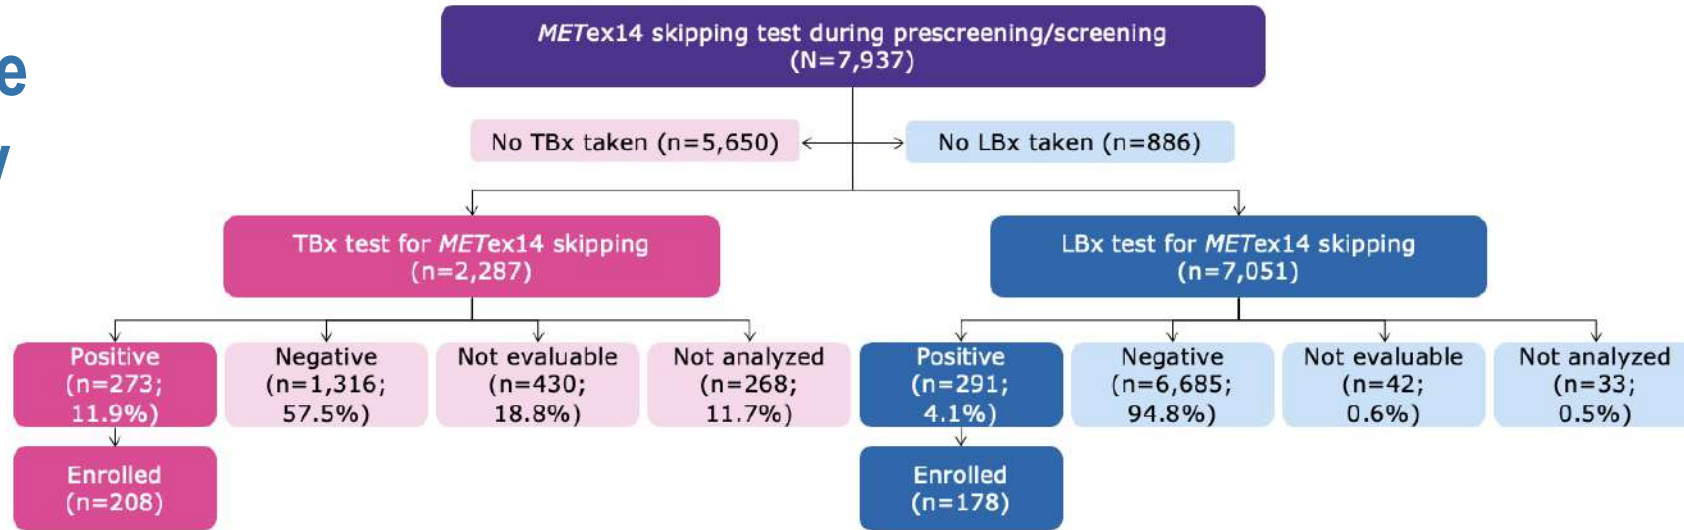 METex14 skipping test during prescreening/screening
(N=7,937)
No TBx taken (n=5,650)
No LBx taken (n=886)
TBx test for METex14 skipping
(n=2,287)
LBx test for METex14 skipping
(n=7,051)
Positive
(n=273;
11.9%)
Negative
(n=1,316;
57.5%)
Not evaluable
(n=430;
18.8%)
Not analyzed
(n=268;
11.7%)
Positive
(n=291;
4.1%)
Negative
(n=6,685;
94.8%)
Not evaluable
(n=42;
0.6%)
Not analyzed
(n=33;
0.5%)
Enrolled
(n=208)
Enrolled
(n=178)